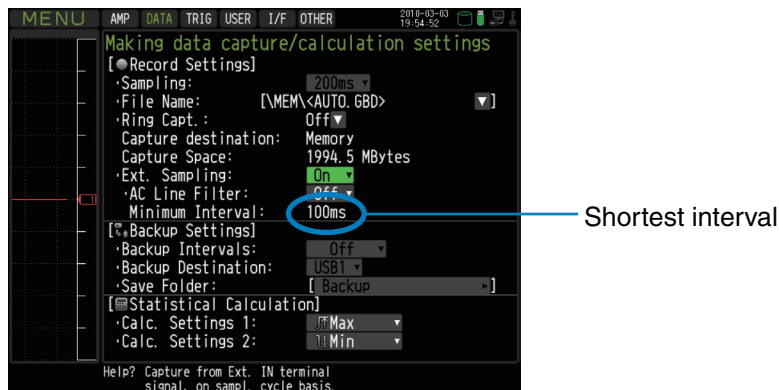 MENU AMP DATA TRIG USER I/F OTHER 2010-03-03
19:54:52
Making data capture/calculation settings
[●Record Settings]
・Sampling: 200ms ▾
・File Name: [\MEM\<AUTO.GBD> ▼]
・Ring Capt.: Off▼
Capture destination: Memory
Capture Space: 1994.5 MBytes
・Ext. Sampling: On ▾
・AC Line Filter: Off ▾
Minimum Interval: 100ms
Shortest interval
[Backup Settings]
・Backup Intervals: Off ▾
・Backup Destination: USB1 ▾
・Save Folder: [ Backup ▸]
[Statistical Calculation]
・Calc. Settings 1: Max ▾
・Calc. Settings 2: Min ▾
1
Help? Capture from Ext. IN terminal
signal, on sampl. cycle basis.